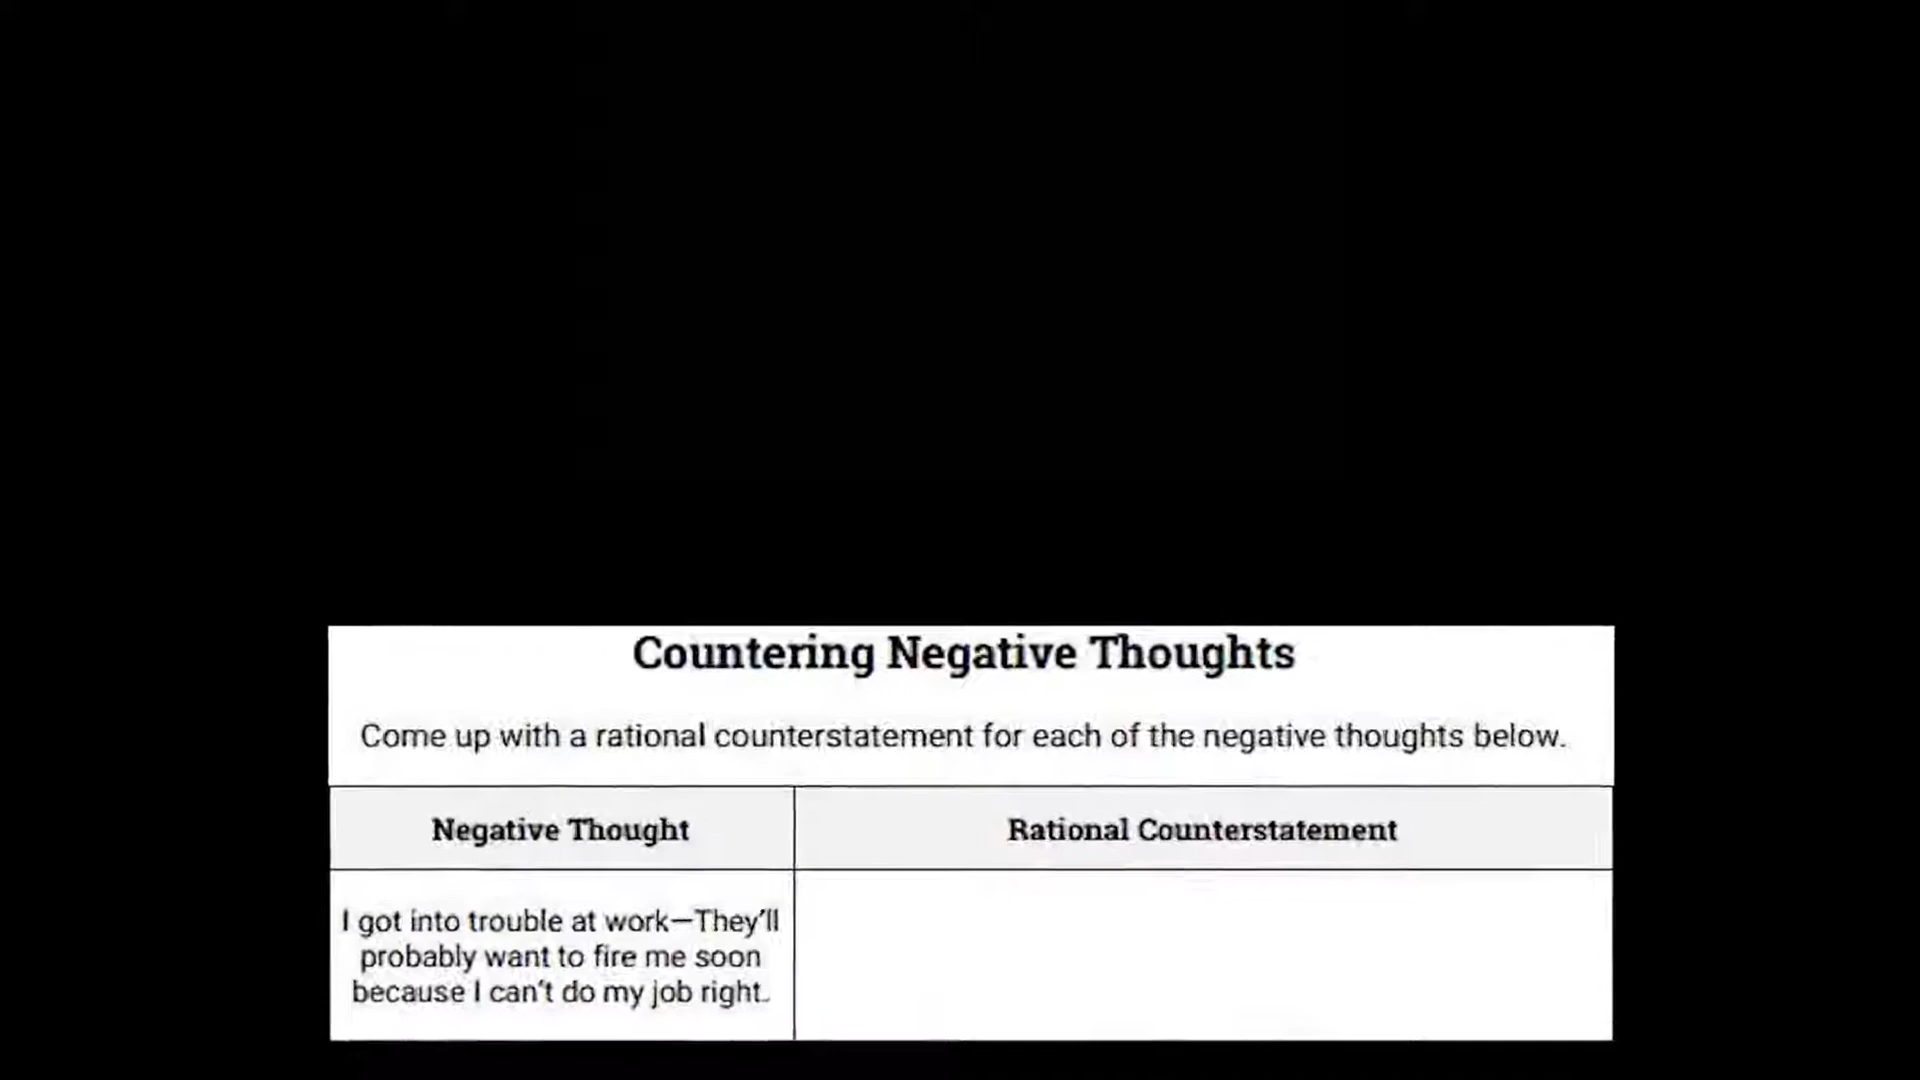 Countering Negative Thoughts
Come up with a rational counterstatement for each of the negative thoughts below.
Negative Thought
Rational Counterstatement
I got into trouble at work—They'll
probably want to fire me soon
because I can't do my job right.